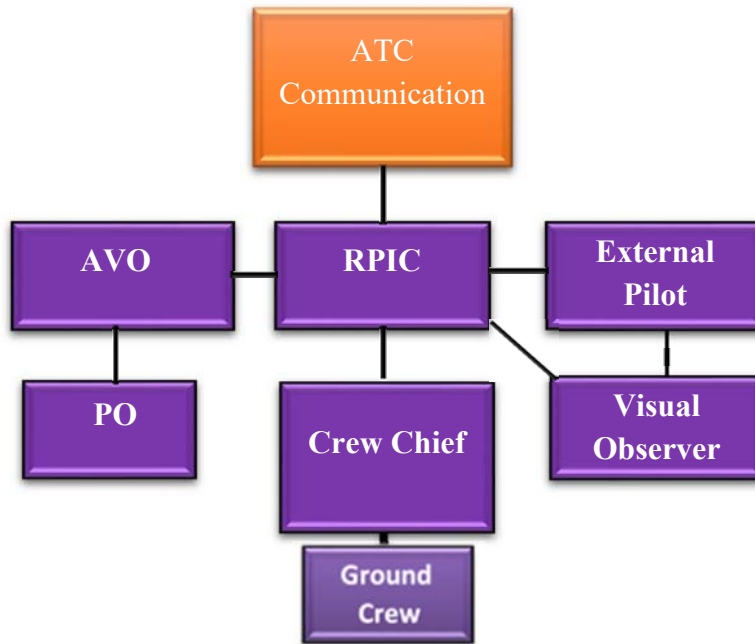 ATC
Communication
AVO
RPIC
External
Pilot
PO
Crew Chief
Visual
Observer
Ground
Crew